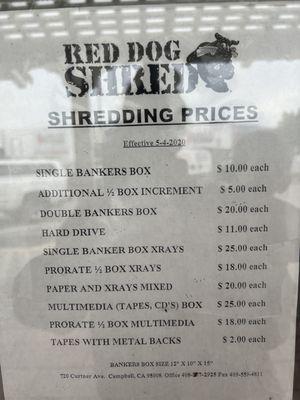 RED DOG
SHRED
SHREDDING PRICES
Effective 5-4-2020
SINGLE BANKERS BOX $ 10.00 each
ADDITIONAL ½ BOX INCREMENT $ 5.00 each
DOUBLE BANKERS BOX $ 20.00 each
HARD DRIVE $ 11.00 each
SINGLE BANKER BOX XRAYS $ 25.00 each
PRORATE ½ BOX XRAYS $ 18.00 each
PAPER AND XRAYS MIXED $ 20.00 each
MULTIMEDIA (TAPES, CD'S) BOX $ 25.00 each
PRORATE ½ BOX MULTIMEDIA $ 18.00 each
TAPES WITH METAL BACKS $ 2.00 each
BANKERS BOX SIZE 12" X 10" X 15"
720 Curtner Ave. Campbell, CA 95008 Office Fax